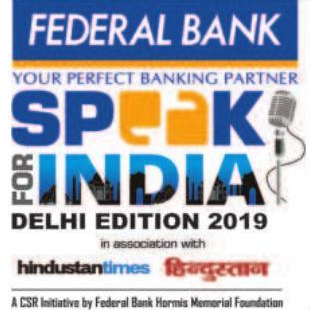 FEDERAL BANK
YOUR PERFECT BANKING PARTNER
SPEAK
FOR INDIA
DELHI EDITION 2019
in association with
hindustantimes हिन्दुस्तान
A CSR Initiative by Federal Bank Hormis Memorial Foundation